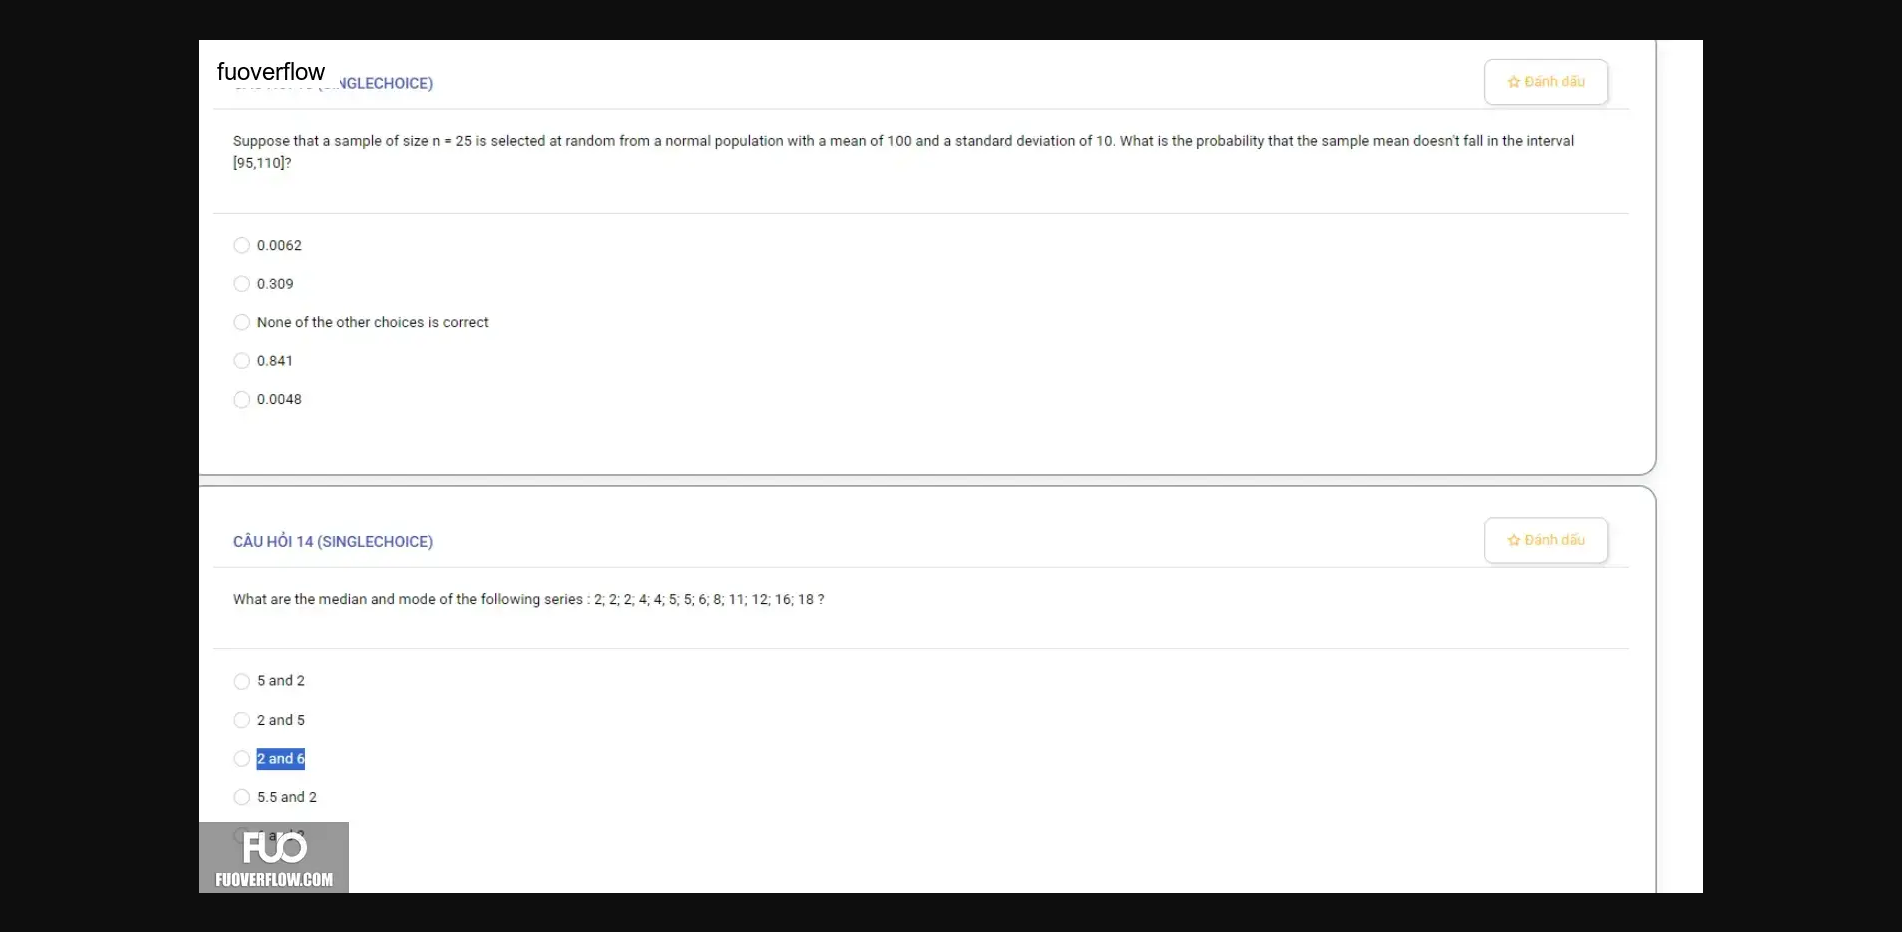 fuoverflow
NGLECHOICE)
Đánh dấu
Suppose that a sample of size n = 25 is selected at random from a normal population with a mean of 100 and a standard deviation of 10. What is the probability that the sample mean doesn't fall in the interval
[95,110]?
0.0062
0.309
None of the other choices is correct
0.841
0.0048
CÂU HỎI 14 (SINGLECHOICE)
Đánh dấu
What are the median and mode of the following series : 2; 2; 2; 4; 4; 5; 5; 6; 8; 11; 12; 16; 18 ?
5 and 2
2 and 5
2 and 6
5.5 and 2
FUO
FUOVERFLOW.COM